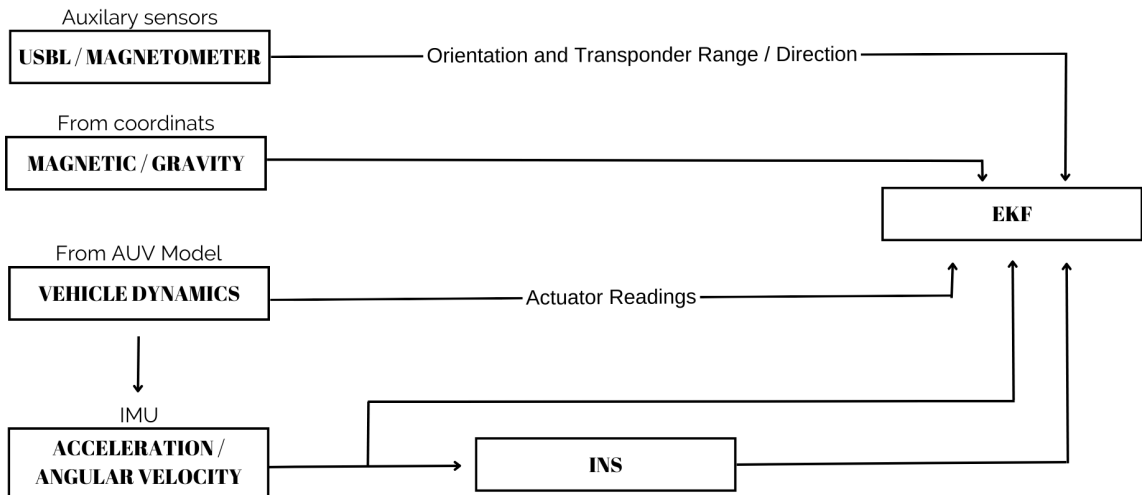 Auxilary sensors
USBL / MAGNETOMETER
Orientation and Transponder Range / Direction
From coordinats
MAGNETIC / GRAVITY
EKF
From AUV Model
VEHICLE DYNAMICS
Actuator Readings
IMU
ACCELERATION /
ANGULAR VELOCITY
INS